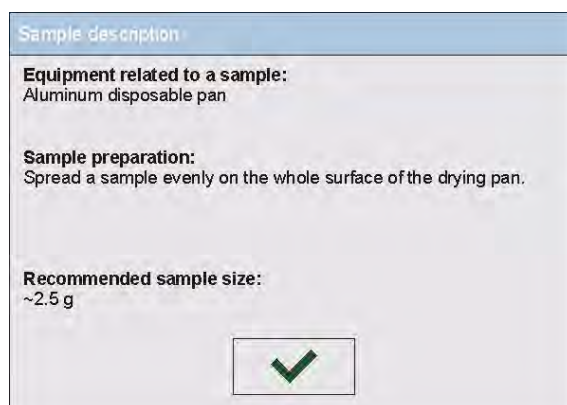 Sample description
Equipment related to a sample:
Aluminum disposable pan
Sample preparation:
Spread a sample evenly on the whole surface of the drying pan.
Recommended sample size:
~2.5 g